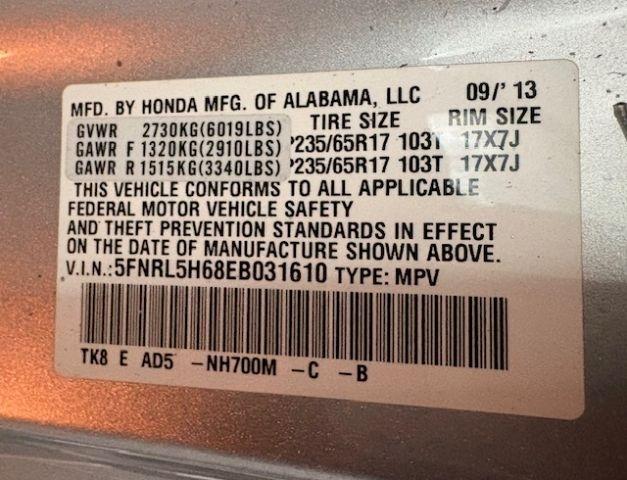 MFD. BY HONDA MFG. OF ALABAMA, LLC 09/'13
GVWR 2730KG(6019LBS) TIRE SIZE RIM SIZE
GAWR F 1320KG(2910LBS) P235/65R17 103T 17X7J
GAWR R 1515KG(3340LBS) P235/65R17 103T 17X7J
THIS VEHICLE CONFORMS TO ALL APPLICABLE
FEDERAL MOTOR VEHICLE SAFETY
AND THEFT PREVENTION STANDARDS IN EFFECT
ON THE DATE OF MANUFACTURE SHOWN ABOVE.
V.I.N.:5FNRL5H68EB031610 TYPE: MPV
TK8 E AD5 -NH700M -C -B